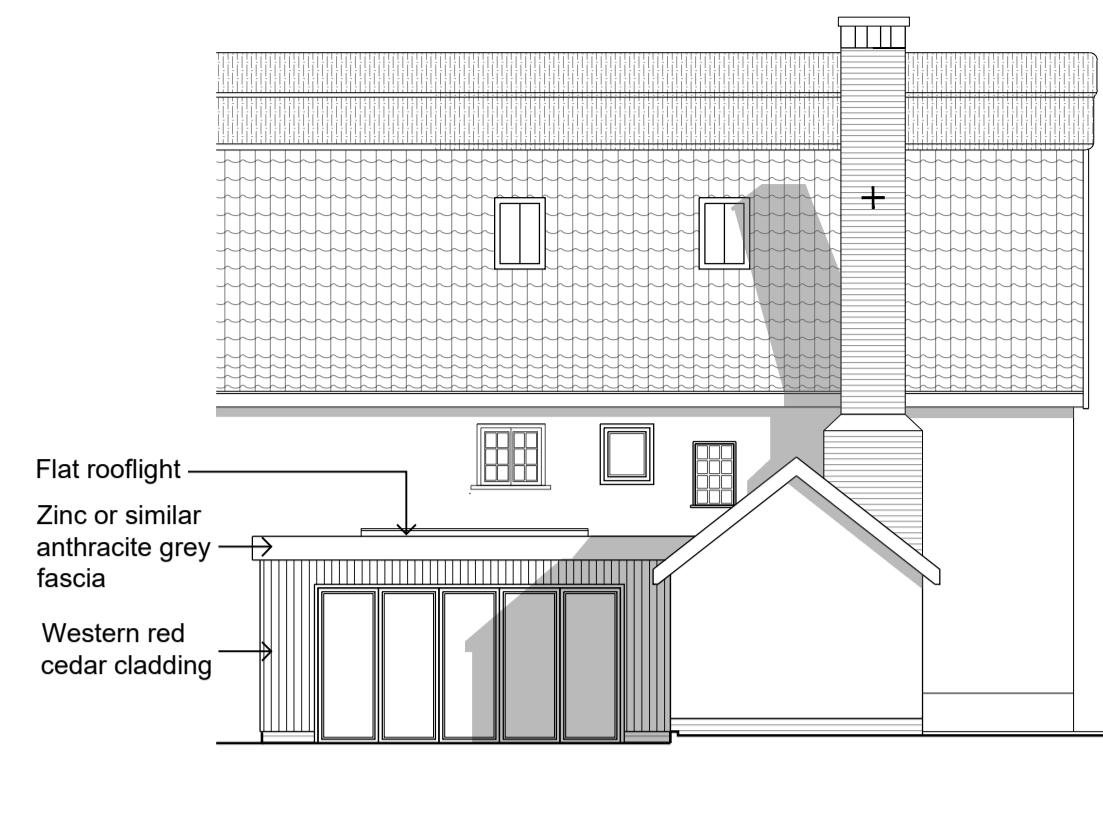 Flat rooflight
Zinc or similar
anthracite grey
fascia
Western red
cedar cladding